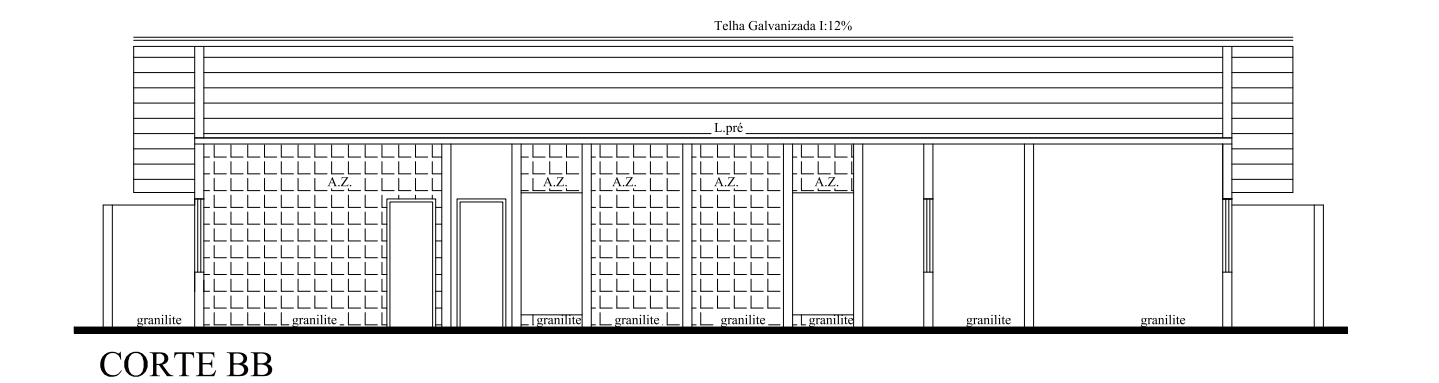 Telha Galvanizada I:12%
L.pré
A.Z. A.Z. A.Z. A.Z. A.Z.
granilite granilite granilite granilite granilite granilite granilite granilite
CORTE BB